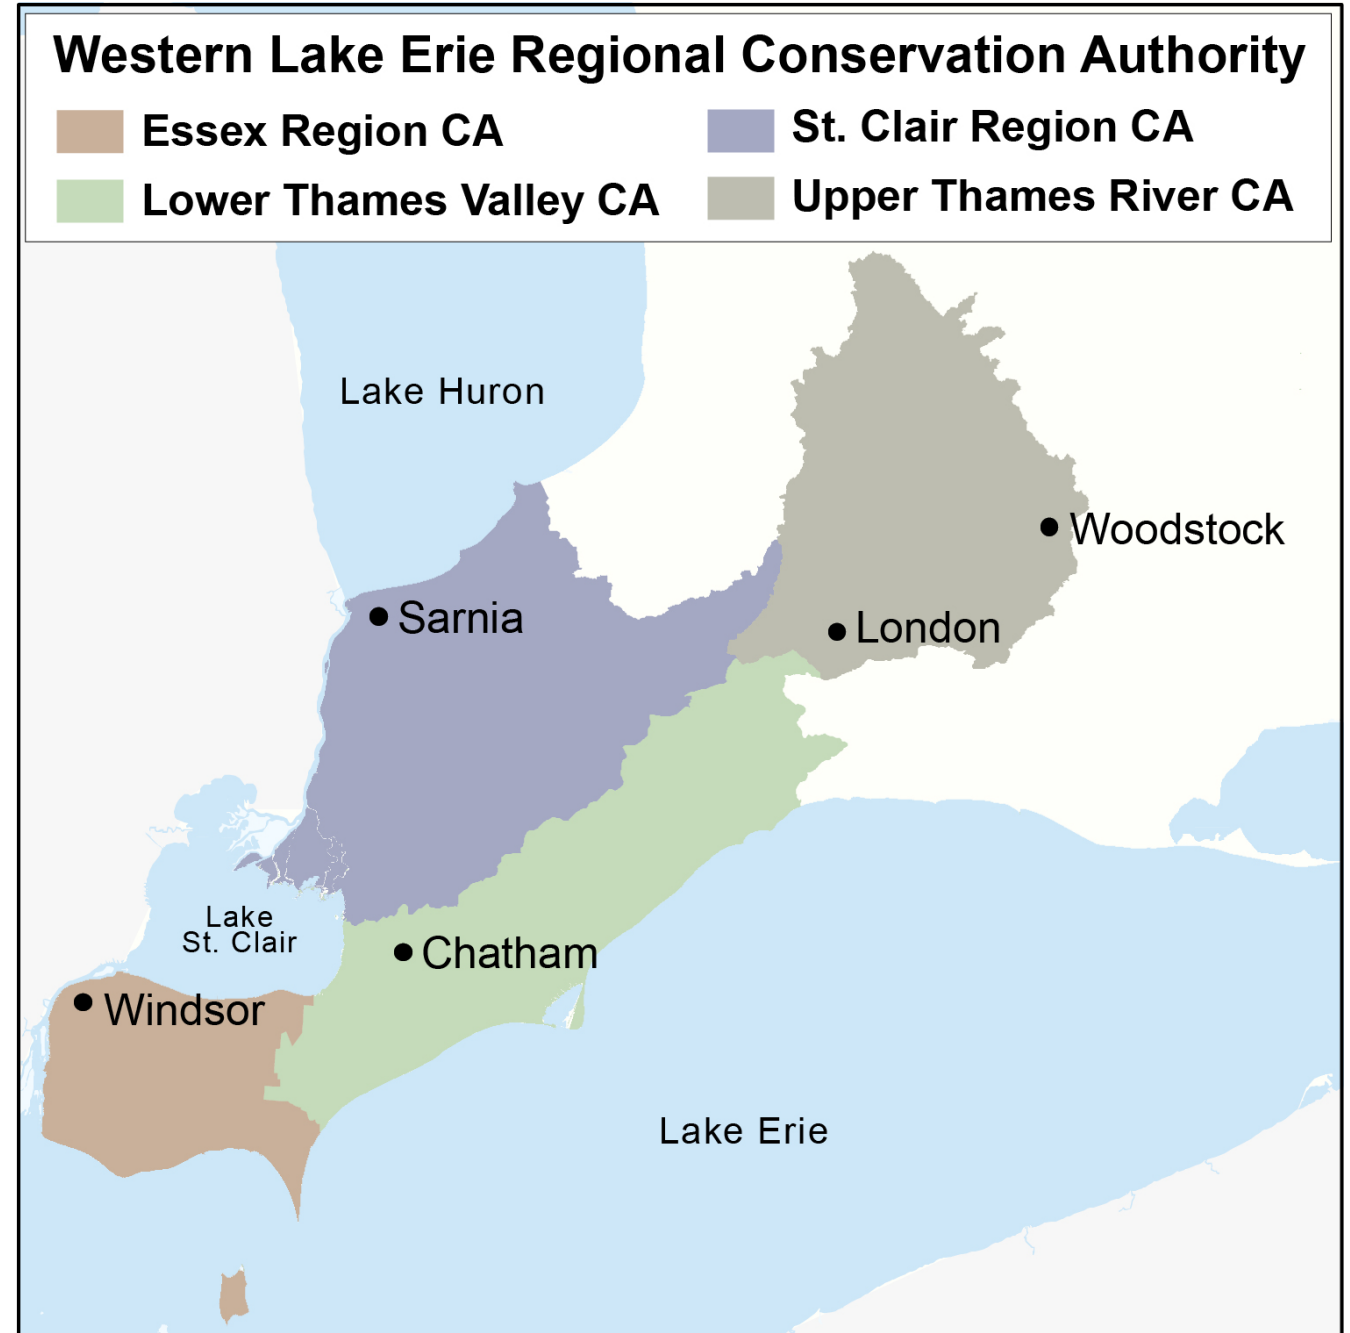 Western Lake Erie Regional Conservation Authority
Essex Region CA
St. Clair Region CA
Lower Thames Valley CA
Upper Thames River CA
Lake Huron
Woodstock
Sarnia
London
Lake
St. Clair
Chatham
Windsor
Lake Erie